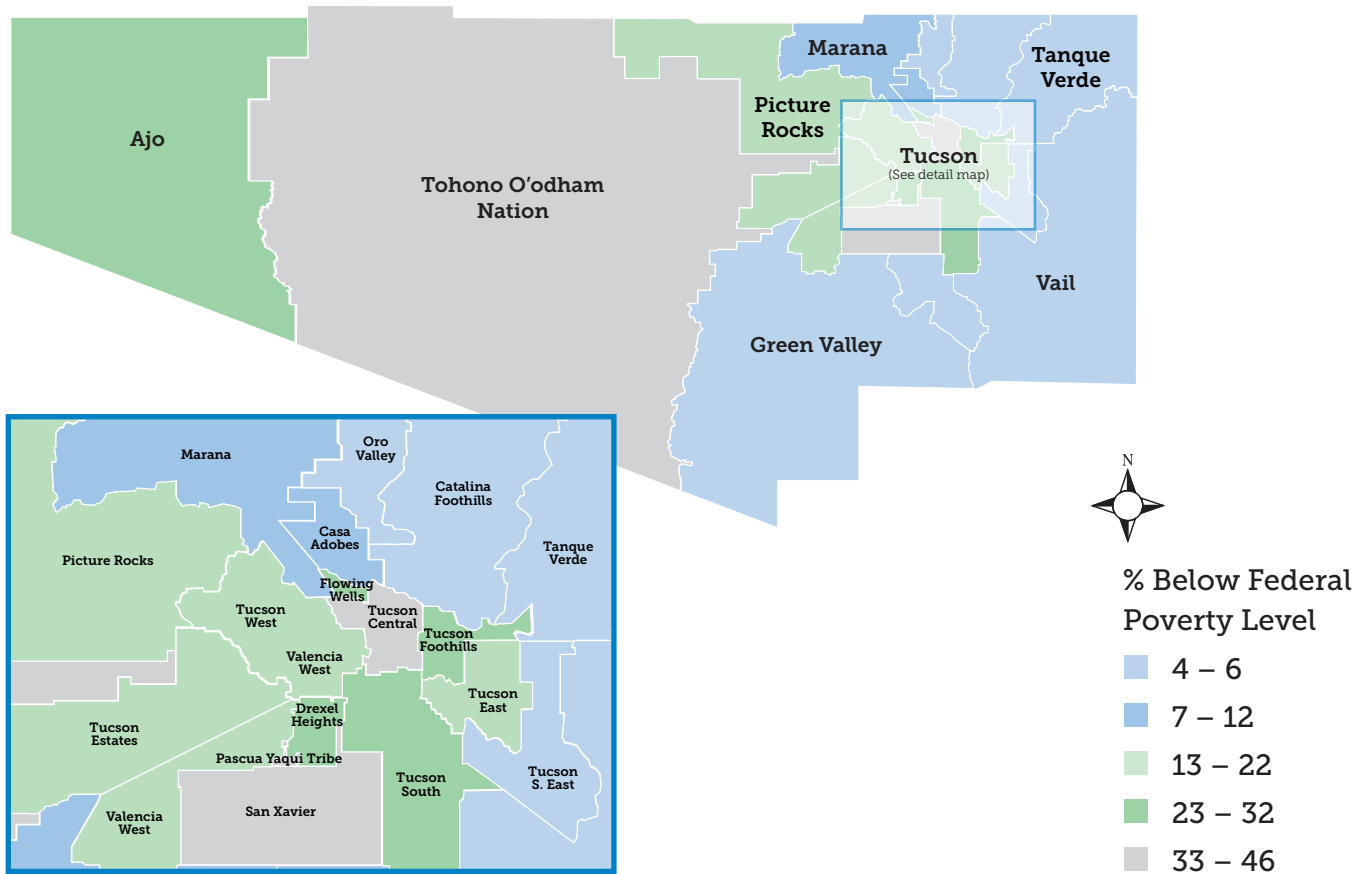 Marana
Tanque
Verde
Picture
Rocks
Ajo
Tucson
(See detail map)
Tohono O'odham
Nation
Vail
Green Valley
Marana
Oro
Valley
Catalina
Foothills
Casa
Adobes
Tanque
Verde
Picture Rocks
Flowing
Wells
Tucson
West
Tucson
Central
Tucson
Foothills
Valencia
West
Tucson
East
Drexel
Heights
Tucson
Estates
Pascua Yaqui Tribe
Tucson
South
Tucson
S. East
San Xavier
Valencia
West
N
% Below Federal
Poverty Level
4 – 6
7 – 12
13 – 22
23 – 32
33 – 46